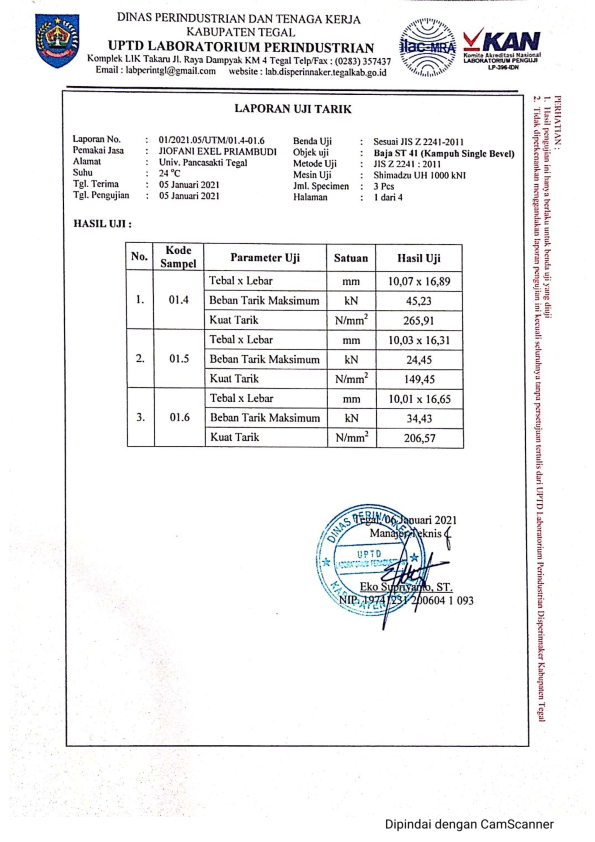 DINAS PERINDUSTRIAN DAN TENAGA KERJA
KABUPATEN TEGAL
UPTD LABORATORIUM PERINDUSTRIAN
Komplek LIK Takaru Jl. Raya Dampyak KM 4 Tegal Telp/Fax : (0283) 357437
Email : labperintgl@gmail.com website : lab.disperinnaker.tegalkab.go.id
ilac-MRA
KAN
Komite Akreditasi Nasional
LABORATORIUM PENGUJI
LP-396-IDN
LAPORAN UJI TARIK
Laporan No. : 01/2021.05/UTM/01.4-01.6
Pemakai Jasa : JIOFANI EXEL PRIAMBUDI
Alamat : Univ. Pancasakti Tegal
Suhu : 24 °C
Tgl. Terima : 05 Januari 2021
Tgl. Pengujian : 05 Januari 2021
Benda Uji : Sesuai JIS Z 2241-2011
Objek uji : Baja ST 41 (Kampuh Single Bevel)
Metode Uji : JIS Z 2241 : 2011
Mesin Uji : Shimadzu UH 1000 kNI
Jml. Specimen : 3 Pcs
Halaman : 1 dari 4
HASIL UJI :
No. Kode Sampel Parameter Uji Satuan Hasil Uji
1. 01.4 Tebal x Lebar mm 10,07 x 16,89
Beban Tarik Maksimum kN 45,23
Kuat Tarik N/mm² 265,91
2. 01.5 Tebal x Lebar mm 10,03 x 16,31
Beban Tarik Maksimum kN 24,45
Kuat Tarik N/mm² 149,45
3. 01.6 Tebal x Lebar mm 10,01 x 16,65
Beban Tarik Maksimum kN 34,43
Kuat Tarik N/mm² 206,57
Tegal, 06 Januari 2021
Manajer Teknis
DINAS PERINNAKER
UPTD
LABORATORIUM PERINDUSTRIAN
KABUPATEN TEGAL
Eko Supriyanto, ST.
NIP. 19741231 200604 1 093
PERHATIAN :
1. Hasil pengujian ini hanya berlaku untuk benda uji yang diuji
2. Tidak diperkenankan menggandakan laporan pengujian ini kecuali seluruhnya tanpa persetujuan tertulis dari UPTD Laboratorium Perindustrian Disperinnaker Kabupaten Tegal
Dipindai dengan CamScanner